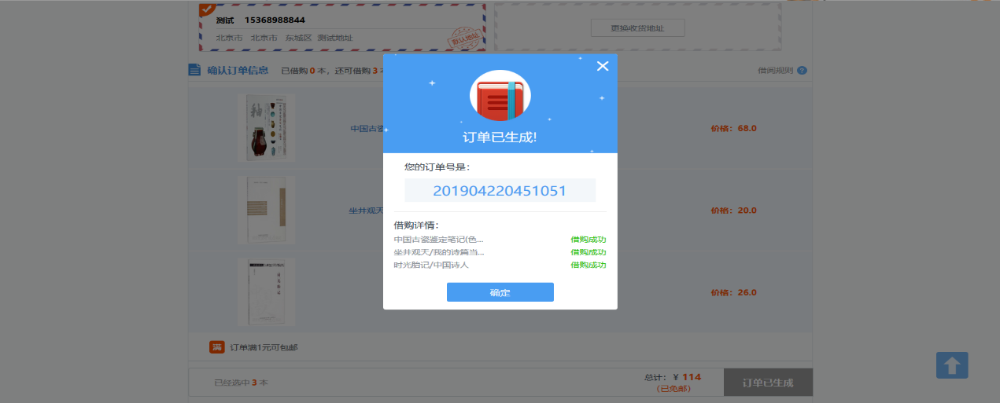 测试 15368988844
北京市 北京市 东城区 测试地址
默认地址
更换收货地址
确认订单信息 已借购 0 本，还可借购 3
借阅规则 ?
订单已生成!
您的订单号是：
201904220451051
借购详情：
中国古瓷鉴定笔记(色... 借购成功
坐井观天/我的诗篇当... 借购成功
时光胎记/中国诗人 借购成功
确定
釉
中国古瓷
价格：68.0
坐井观天
价格：20.0
时光胎记
价格：26.0
满 订单满1元可包邮
已经选中 3 本
总计：¥ 114
(已免邮)
订单已生成